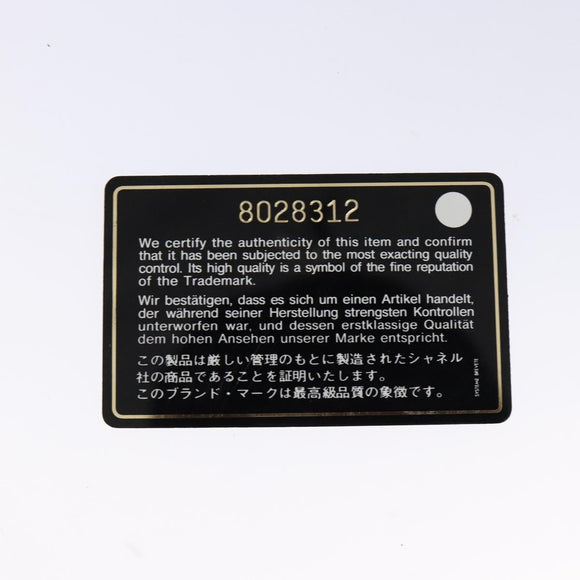 8028312
We certify the authenticity of this item and confirm
that it has been subjected to the most exacting quality
control. Its high quality is a symbol of the fine reputation
of the Trademark.
Wir bestätigen, dass es sich um einen Artikel handelt,
der während seiner Herstellung strengsten Kontrollen
unterworfen war, und dessen erstklassige Qualität
dem hohen Ansehen unserer Marke entspricht.
この製品は厳しい管理のもとに製造されたシャネル
社の商品であることを証明いたします。
このブランド・マークは最高級品質の象徴です。